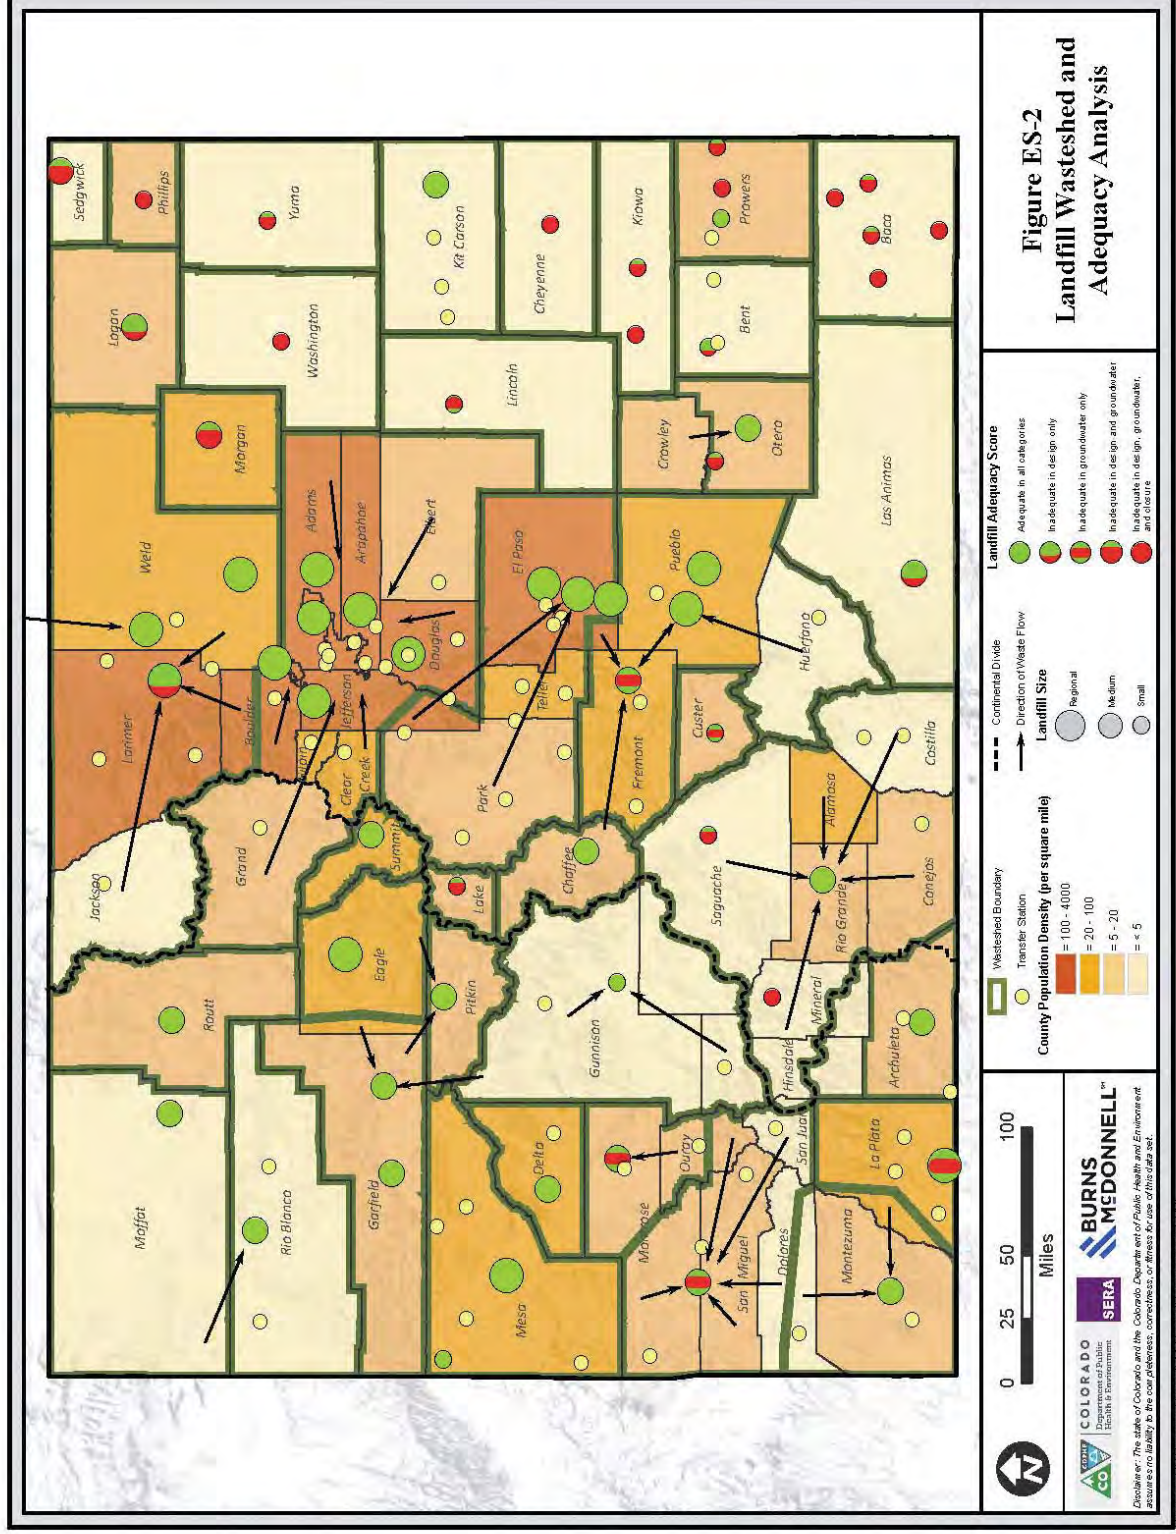 Moffat
Jackson
Larimer
Weld
Logan
Sedgwick
Phillips
Routt
Rio Blanco
Grand
Boulder
Morgan
Washington
Yuma
Garfield
Eagle
Summit
Clear
Creek
Jefferson
Adams
Arapahoe
Douglas
Elbert
Kit Carson
Mesa
Pitkin
Lake
Park
Teller
El Paso
Lincoln
Cheyenne
Delta
Gunnison
Chaffee
Fremont
Pueblo
Crowley
Kiowa
Montrose
Ouray
San Miguel
Hinsdale
Saguache
Custer
Otero
Bent
Prowers
Dolores
San Juan
Mineral
Rio Grande
Alamosa
Huerfano
Las Animas
Baca
Montezuma
La Plata
Archuleta
Conejos
Costilla
0 25 50 100
Miles
N
COLORADO
Department of Public
Health & Environment
CO
CDPHE
SERA
BURNS
MCDONNELL℠
Disclaimer: The state of Colorado and the Colorado Department of Public Health and Environment
assumes no liability to the completeness, correctness, or fitness for use of this data set.
Wasteshed Boundary
Transfer Station
County Population Density (per square mile)
= 100 - 4000
= 20 - 100
= 5 - 20
= < 5
Continental Divide
Direction of Waste Flow
Landfill Size
Regional
Medium
Small
Landfill Adequacy Score
Adequate in all categories
Inadequate in design only
Inadequate in groundwater only
Inadequate in design and groundwater
Inadequate in design, groundwater,
and closure
Figure ES-2
Landfill Wasteshed and
Adequacy Analysis